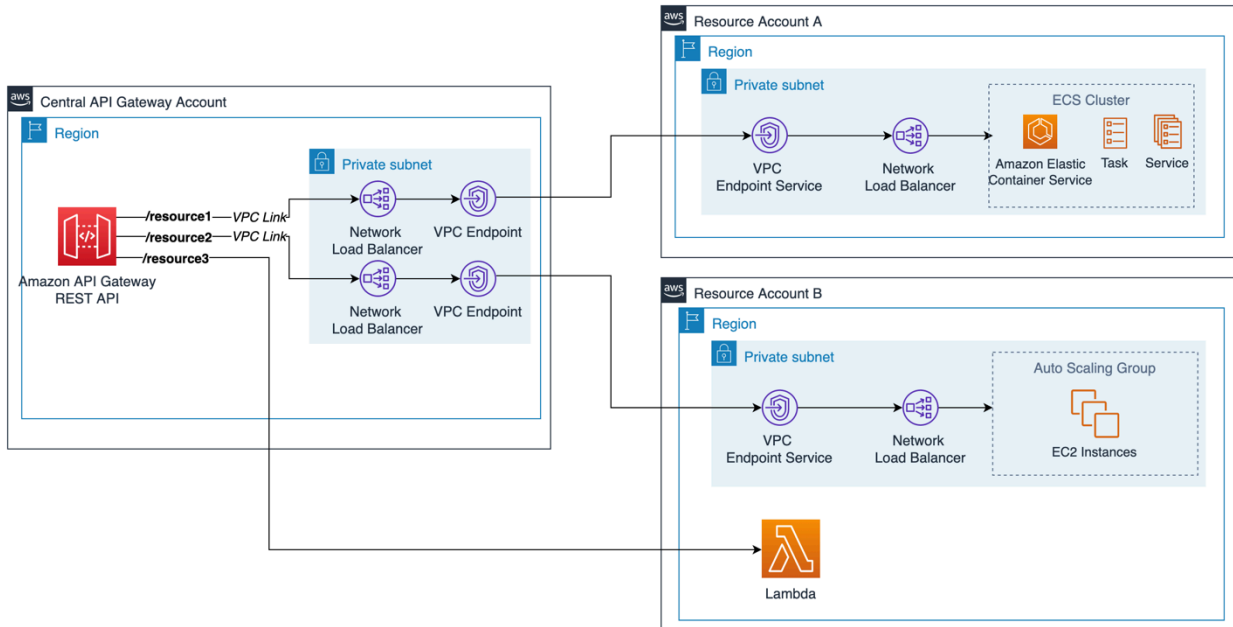 aws
Central API Gateway Account
Region
Private subnet
Amazon API Gateway
REST API
/resource1
VPC Link
/resource2
VPC Link
/resource3
Network
Load Balancer
VPC Endpoint
Network
Load Balancer
VPC Endpoint
aws
Resource Account A
Region
Private subnet
VPC
Endpoint Service
Network
Load Balancer
ECS Cluster
Amazon Elastic
Container Service
Task
Service
aws
Resource Account B
Region
Private subnet
VPC
Endpoint Service
Network
Load Balancer
Auto Scaling Group
EC2 Instances
Lambda